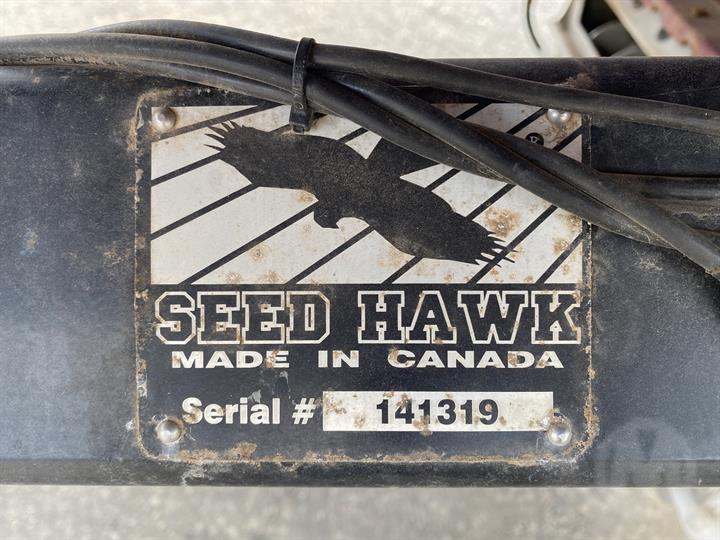 ®
SEED HAWK
MADE IN CANADA
Serial # 141319